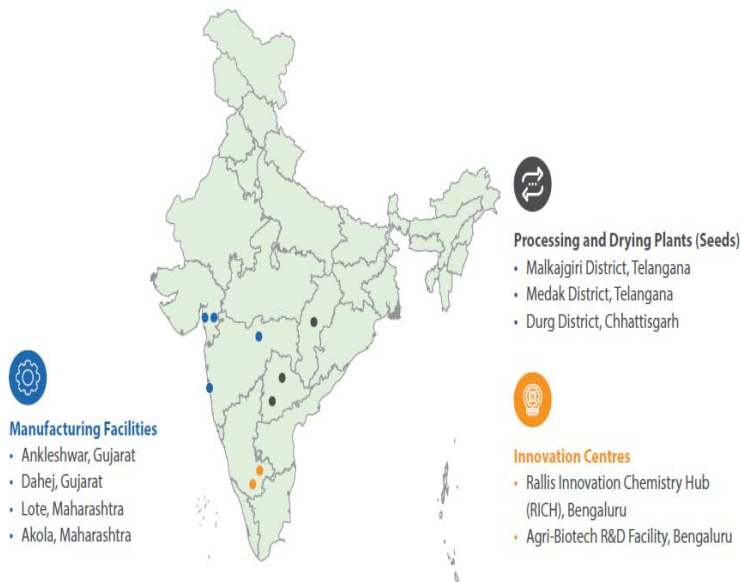 Processing and Drying Plants (Seeds)
• Malkajgiri District, Telangana
• Medak District, Telangana
• Durg District, Chhattisgarh
Manufacturing Facilities
• Ankleshwar, Gujarat
• Dahej, Gujarat
• Lote, Maharashtra
• Akola, Maharashtra
Innovation Centres
• Rallis Innovation Chemistry Hub
(RICH), Bengaluru
• Agri-Biotech R&D Facility, Bengaluru